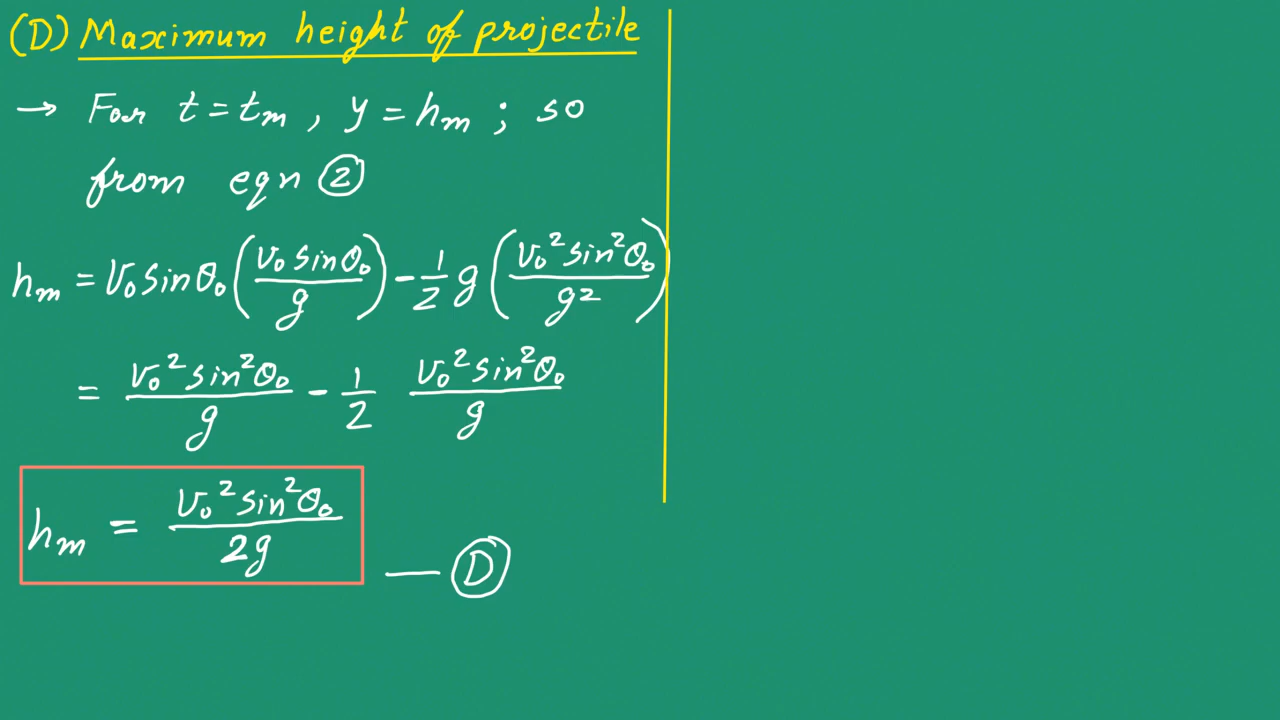 (D) Maximum height of projectile
→ For t = tₘ, y = hₘ ; so
from eqn ②
hₘ = v₀ sinθ₀ (v₀ sinθ₀ / g) - 1/2 g (v₀² sin²θ₀ / g²)
= v₀² sin²θ₀ / g - 1/2 v₀² sin²θ₀ / g
hₘ = v₀² sin²θ₀ / 2g — Ⓓ